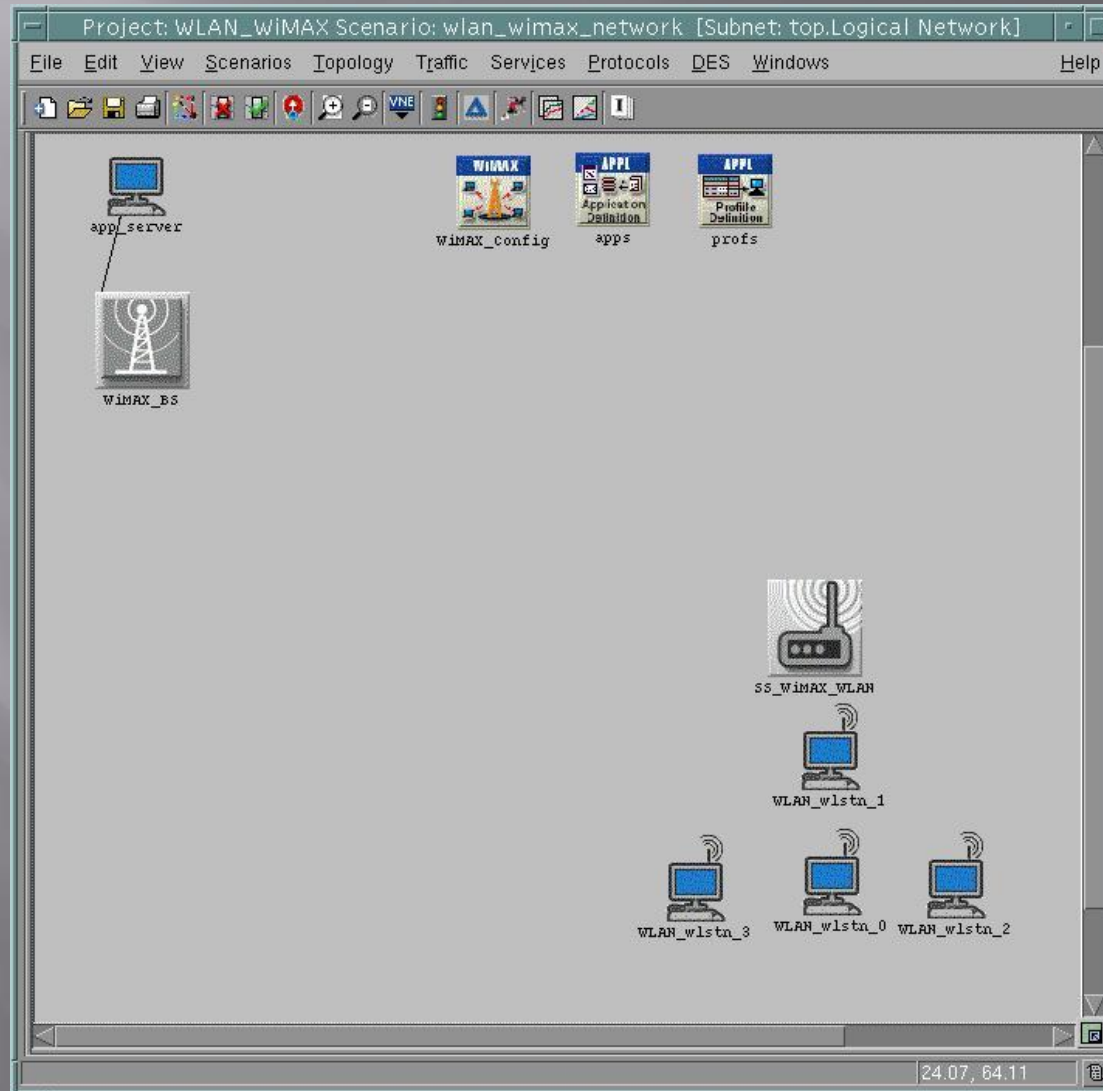 Project: WLAN_WiMAX Scenario: wlan_wimax_network [Subnet: top.Logical Network]
File Edit View Scenarios Topology Traffic Services Protocols DES Windows Help
VNE
app_server
WiMAX
WiMAX_Config
APPL
Application
Definition
apps
APPL
Profile
Definition
profs
WiMAX_BS
SS_WiMAX_WLAN
WLAN_wlstn_1
WLAN_wlstn_3
WLAN_wlstn_0
WLAN_wlstn_2
24.07, 64.11